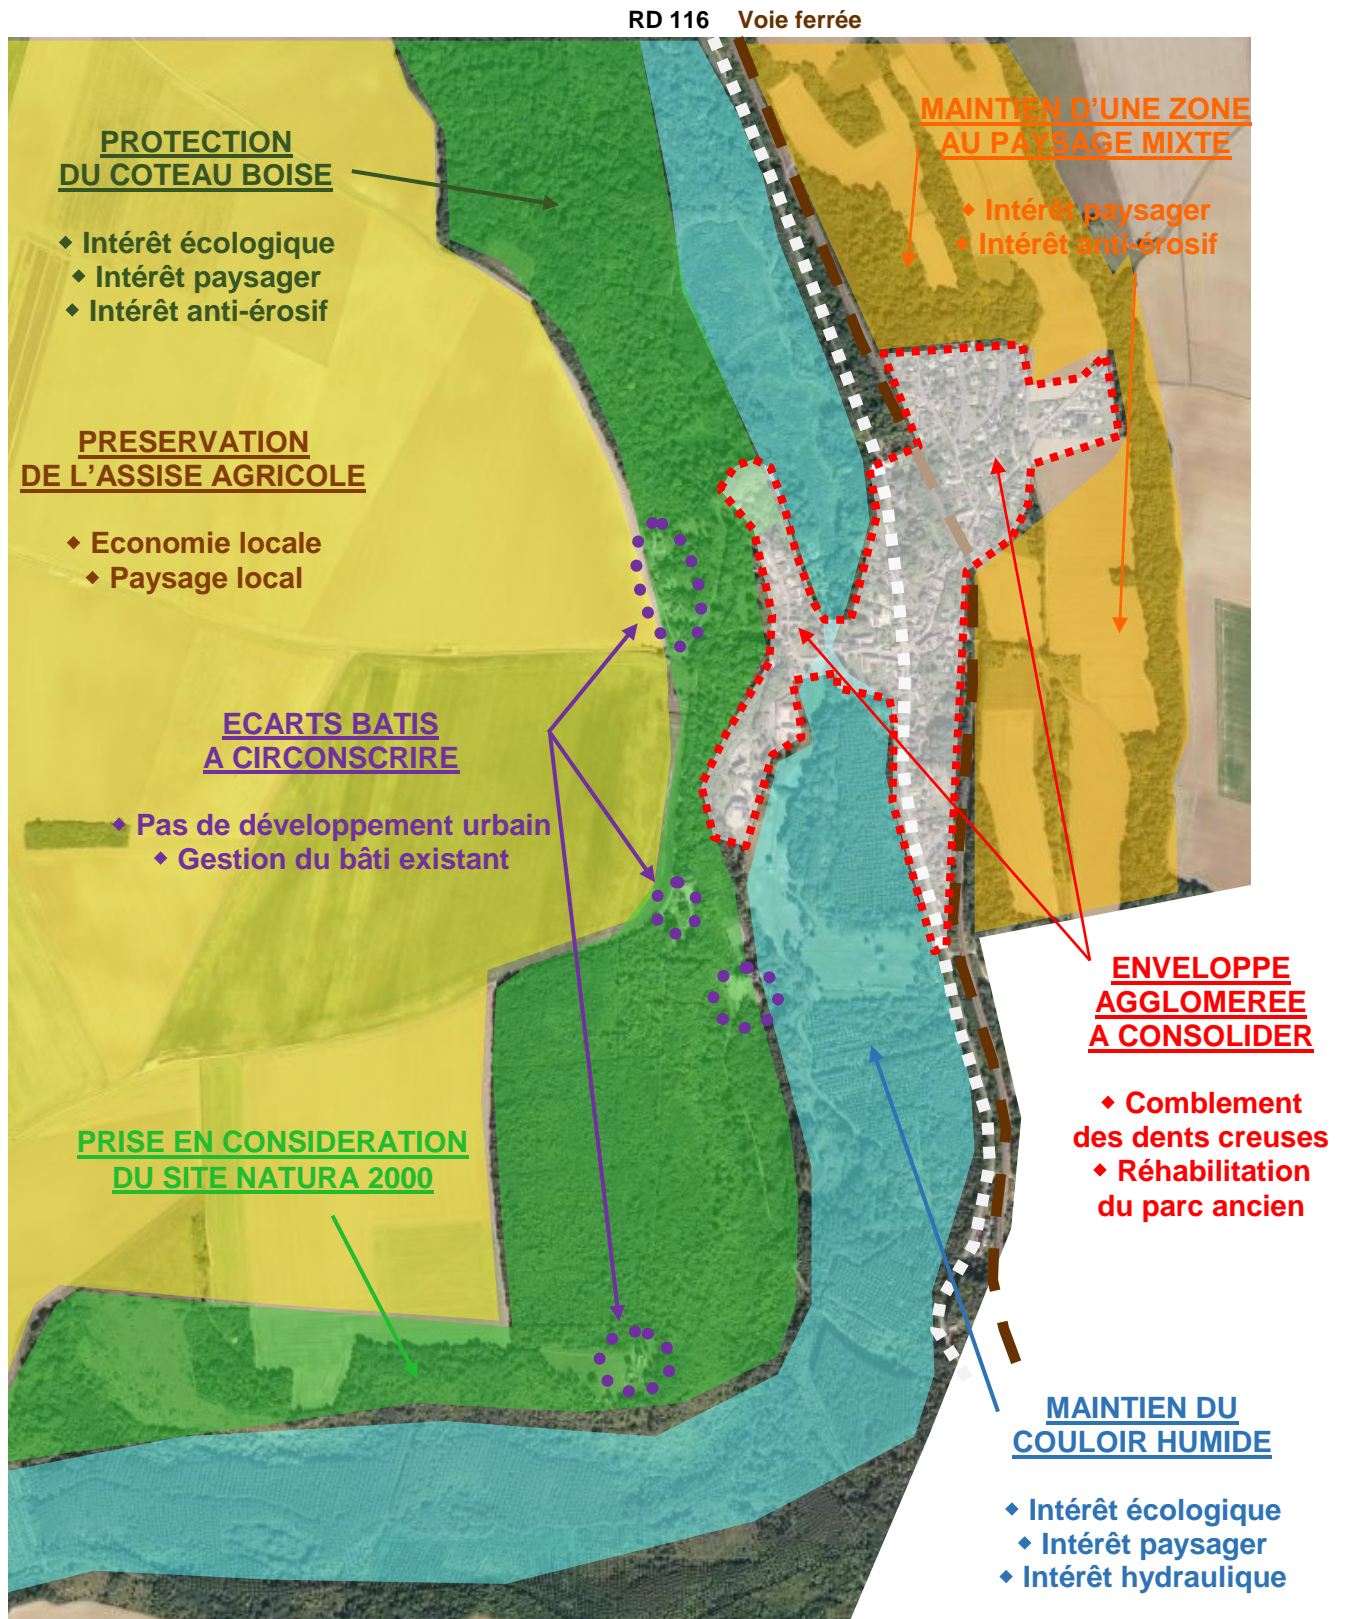 RD 116 Voie ferrée
PROTECTION
DU COTEAU BOISE
◆ Intérêt écologique
◆ Intérêt paysager
◆ Intérêt anti-érosif
MAINTIEN D'UNE ZONE
AU PAYSAGE MIXTE
◆ Intérêt paysager
◆ Intérêt anti-érosif
PRESERVATION
DE L'ASSISE AGRICOLE
◆ Economie locale
◆ Paysage local
ECARTS BATIS
A CIRCONSCRIRE
◆ Pas de développement urbain
◆ Gestion du bâti existant
ENVELOPPE
AGGLOMEREE
A CONSOLIDER
◆ Comblement
des dents creuses
◆ Réhabilitation
du parc ancien
PRISE EN CONSIDERATION
DU SITE NATURA 2000
MAINTIEN DU
COULOIR HUMIDE
◆ Intérêt écologique
◆ Intérêt paysager
◆ Intérêt hydraulique